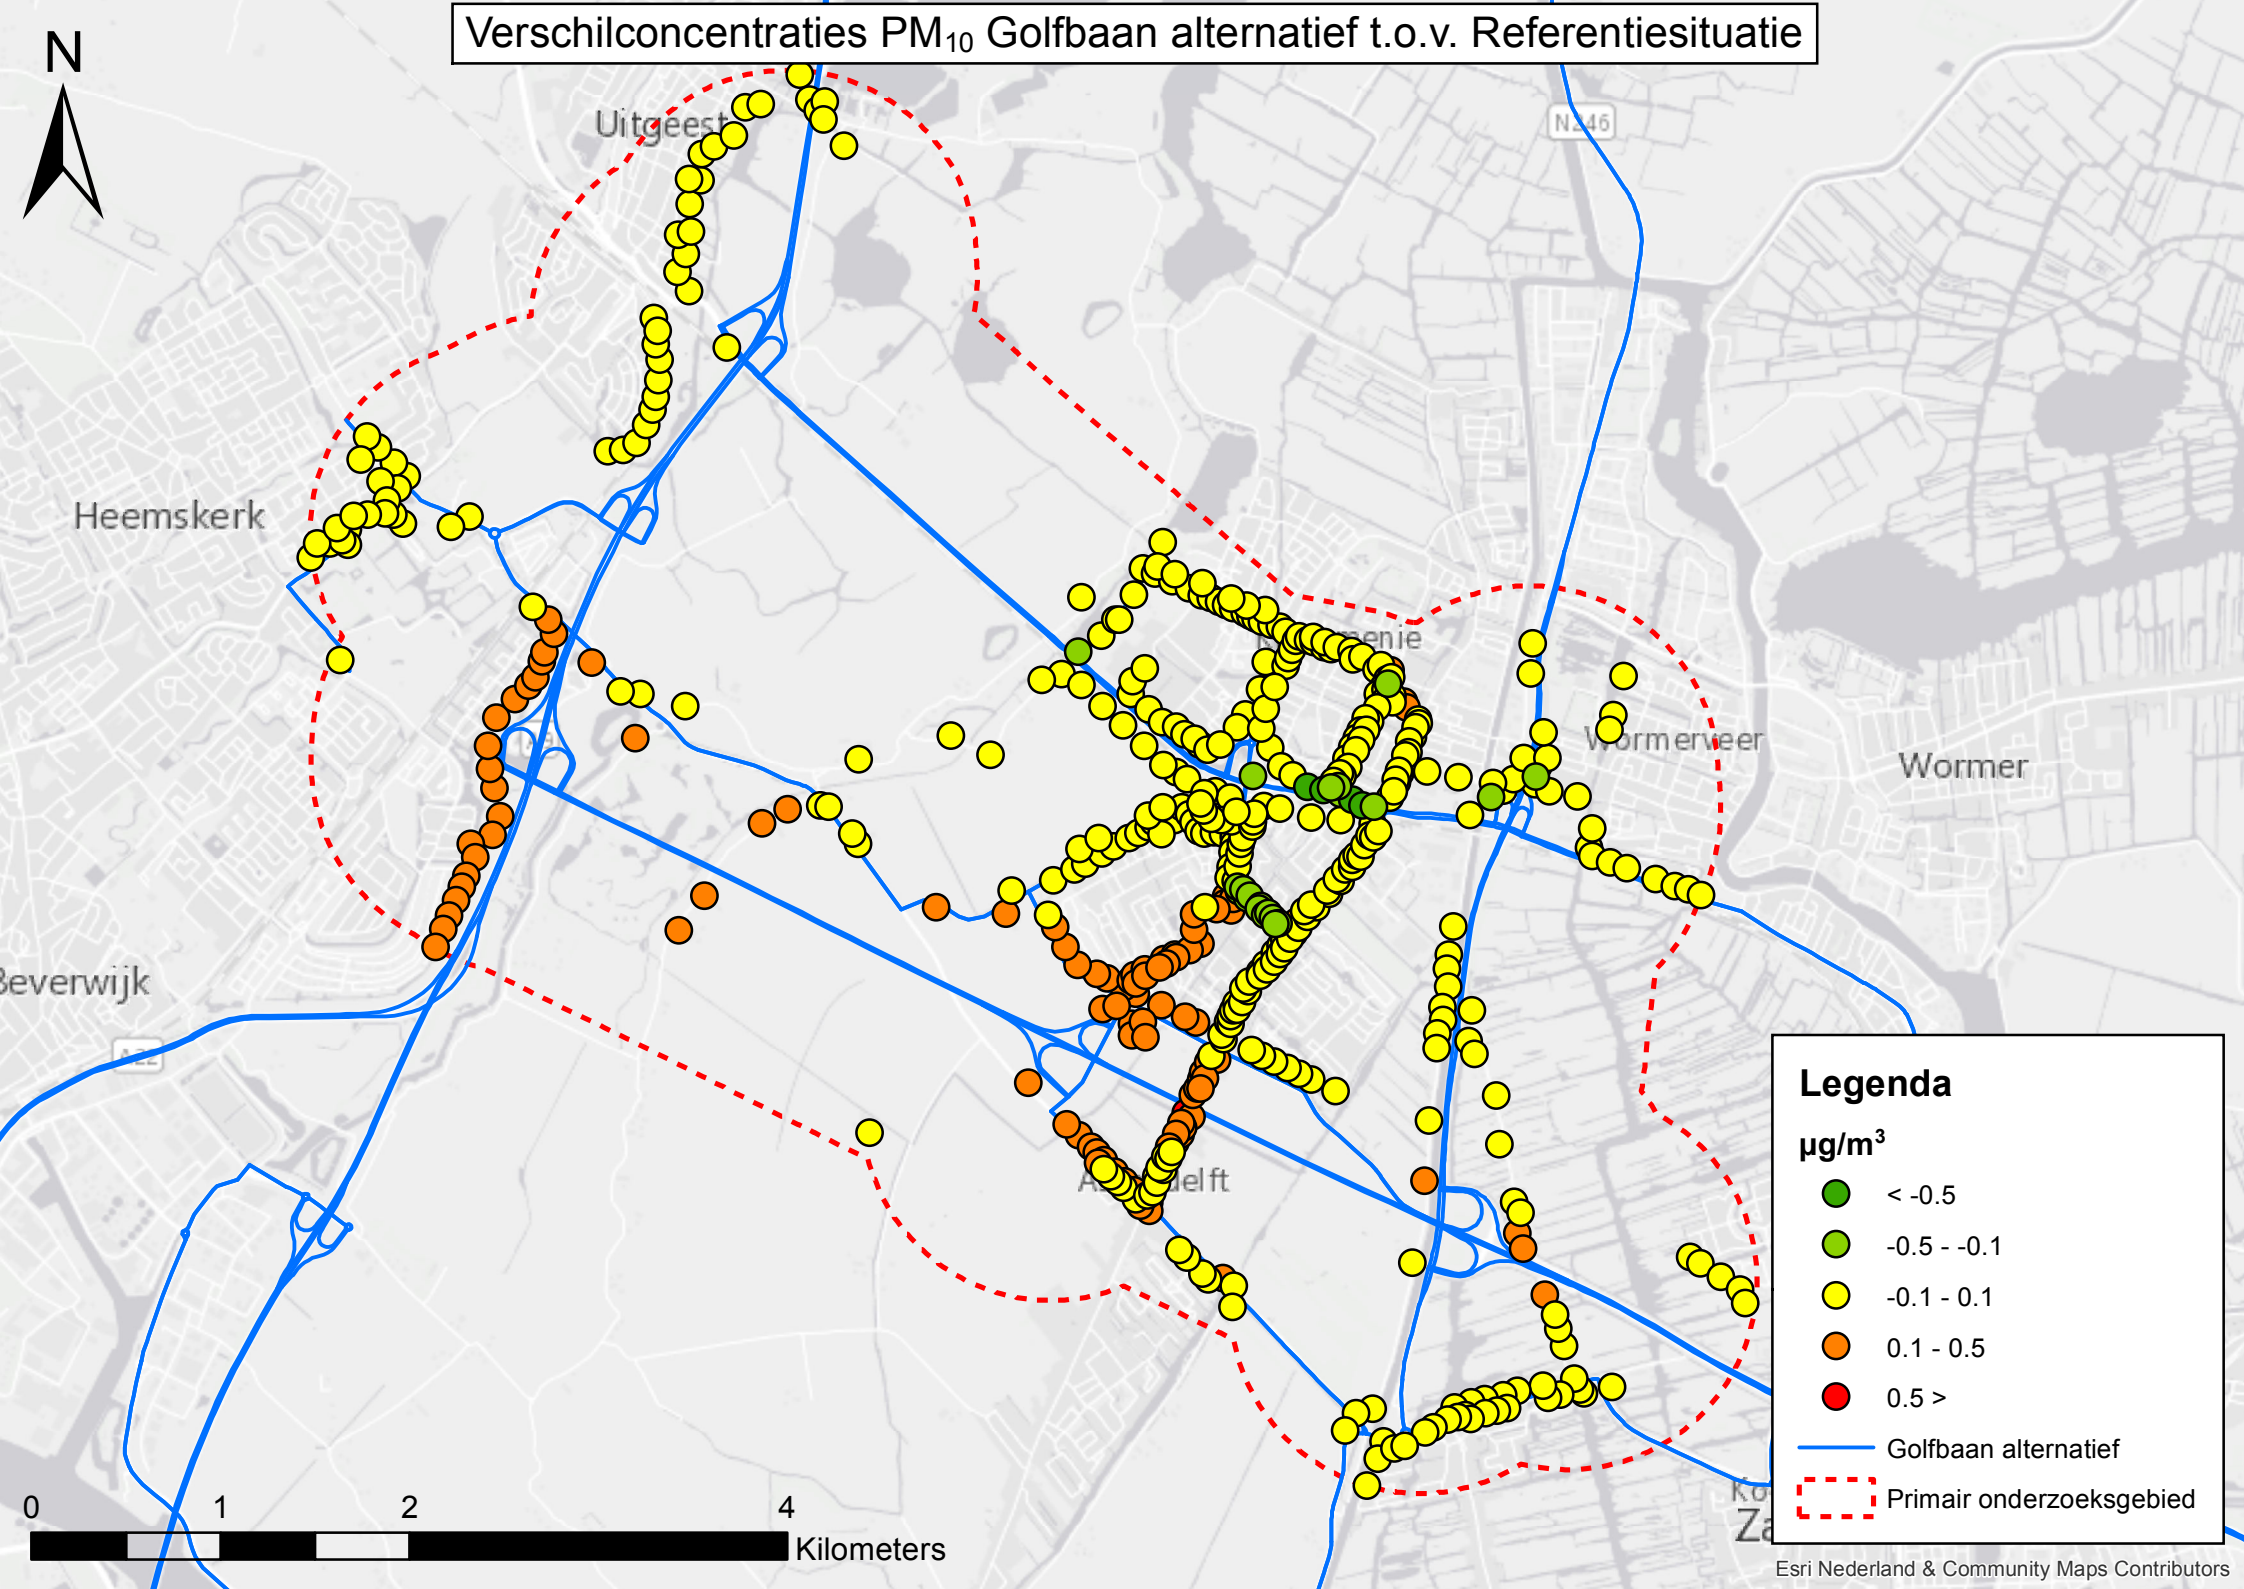 Verschilconcentraties PM₁₀ Golfbaan alternatief t.o.v. Referentiesituatie
N
Uitgeest
N246
Heemskerk
Wormerveer
Wormer
A9
Beverwijk
A22
Legenda
µg/m³
< -0.5
-0.5 - -0.1
-0.1 - 0.1
0.1 - 0.5
0.5 >
Golfbaan alternatief
Primair onderzoeksgebied
0 1 2 4
Kilometers
Esri Nederland & Community Maps Contributors